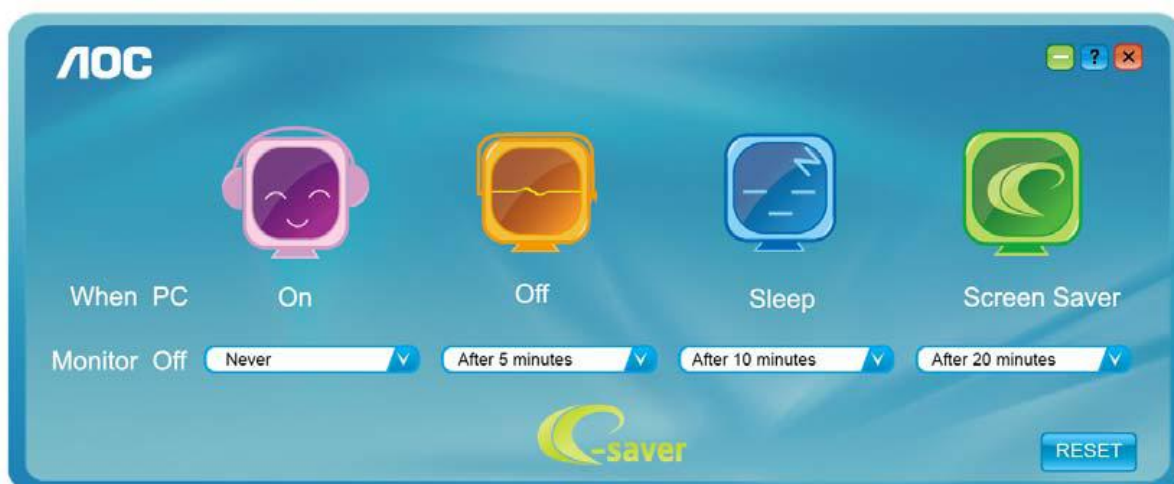 AOC
?
When PC On Off Sleep Screen Saver
Monitor Off Never After 5 minutes After 10 minutes After 20 minutes
e-saver
RESET